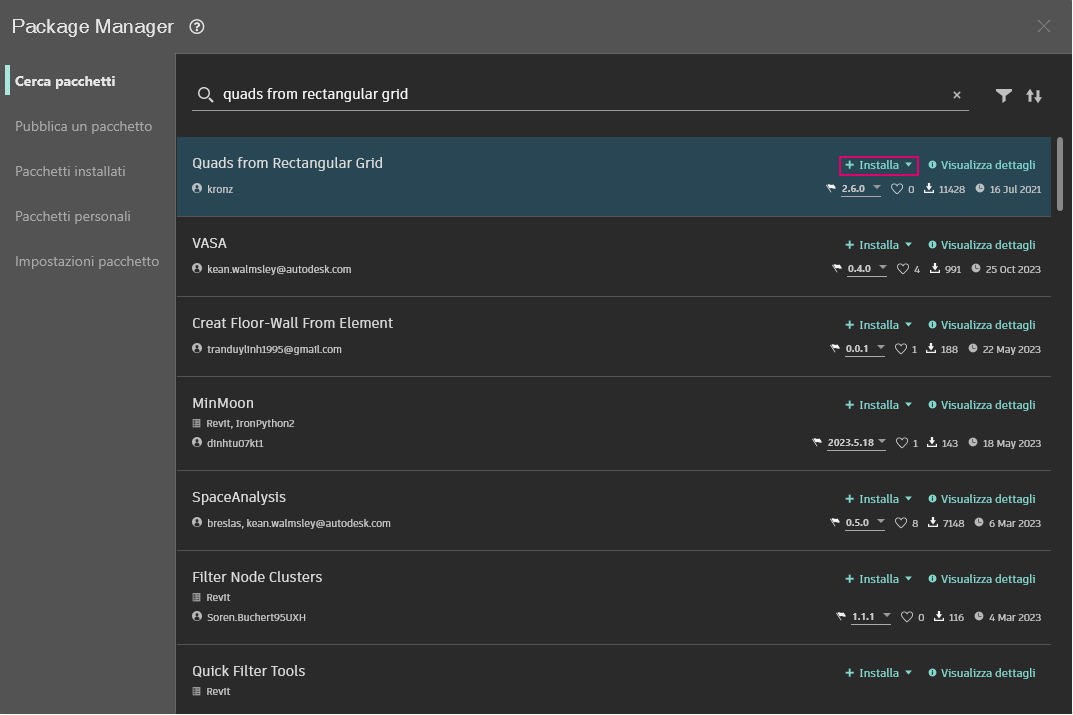 Package Manager
Cerca pacchetti
Pubblica un pacchetto
Pacchetti installati
Pacchetti personali
Impostazioni pacchetto
quads from rectangular grid
Quads from Rectangular Grid
+ Installa Visualizza dettagli
kronz
2.6.0 0 11428 16 Jul 2021
VASA
+ Installa Visualizza dettagli
kean.walmsley@autodesk.com
0.4.0 4 991 25 Oct 2023
Creat Floor-Wall From Element
+ Installa Visualizza dettagli
tranduylinh1995@gmail.com
0.0.1 1 188 22 May 2023
MinMoon
+ Installa Visualizza dettagli
Revit, IronPython2
dinhtu07kt1
2023.5.18 1 143 18 May 2023
SpaceAnalysis
+ Installa Visualizza dettagli
breslas, kean.walmsley@autodesk.com
0.5.0 8 7148 6 Mar 2023
Filter Node Clusters
+ Installa Visualizza dettagli
Revit
Soren.Buchert95UXH
1.1.1 0 116 4 Mar 2023
Quick Filter Tools
+ Installa Visualizza dettagli
Revit